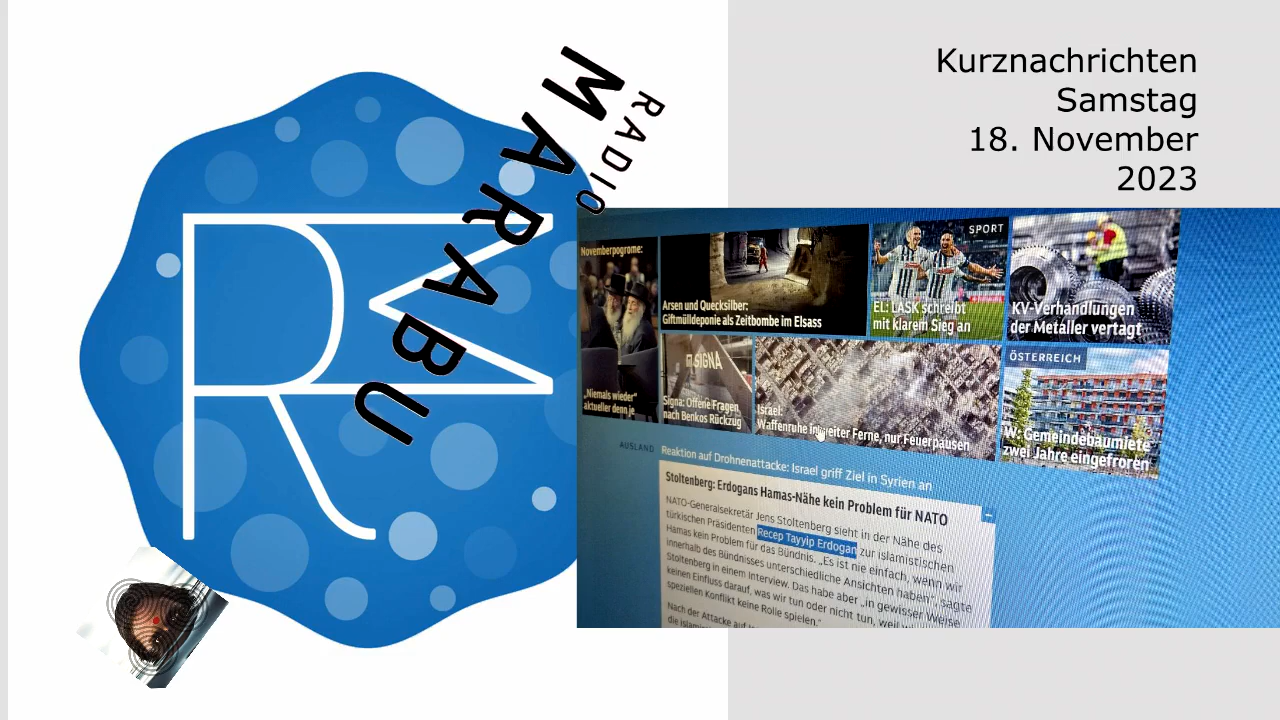 RADIO
MARABU
RM
Kurznachrichten
Samstag
18. November
2023
Novemberpogrome:
„Niemals wieder“
aktueller denn je
Arsen und Quecksilber:
Giftmülldeponie als Zeitbombe im Elsass
SPORT
EL: LASK schreibt
mit klarem Sieg an
KV-Verhandlungen
der Metaller vertagt
SIGNA
Signa: Offene Fragen
nach Benkos Rückzug
Israel:
Waffenruhe in weiter Ferne, nur Feuerpausen
ÖSTERREICH
W: Gemeindebaumiete
zwei Jahre eingefroren
AUSLAND
Reaktion auf Drohnenattacke: Israel griff Ziel in Syrien an
Stoltenberg: Erdogans Hamas-Nähe kein Problem für NATO
NATO-Generalsekretär Jens Stoltenberg sieht in der Nähe des
türkischen Präsidenten Recep Tayyip Erdogan zur islamistischen
Hamas kein Problem für das Bündnis. „Es ist nie einfach, wenn wir
innerhalb des Bündnisses unterschiedliche Ansichten haben“, sagte
Stoltenberg in einem Interview. Das habe aber „in gewisser Weise
keinen Einfluss darauf, was wir tun oder nicht tun, weil
speziellen Konflikt keine Rolle spielen.“
Nach der Attacke auf